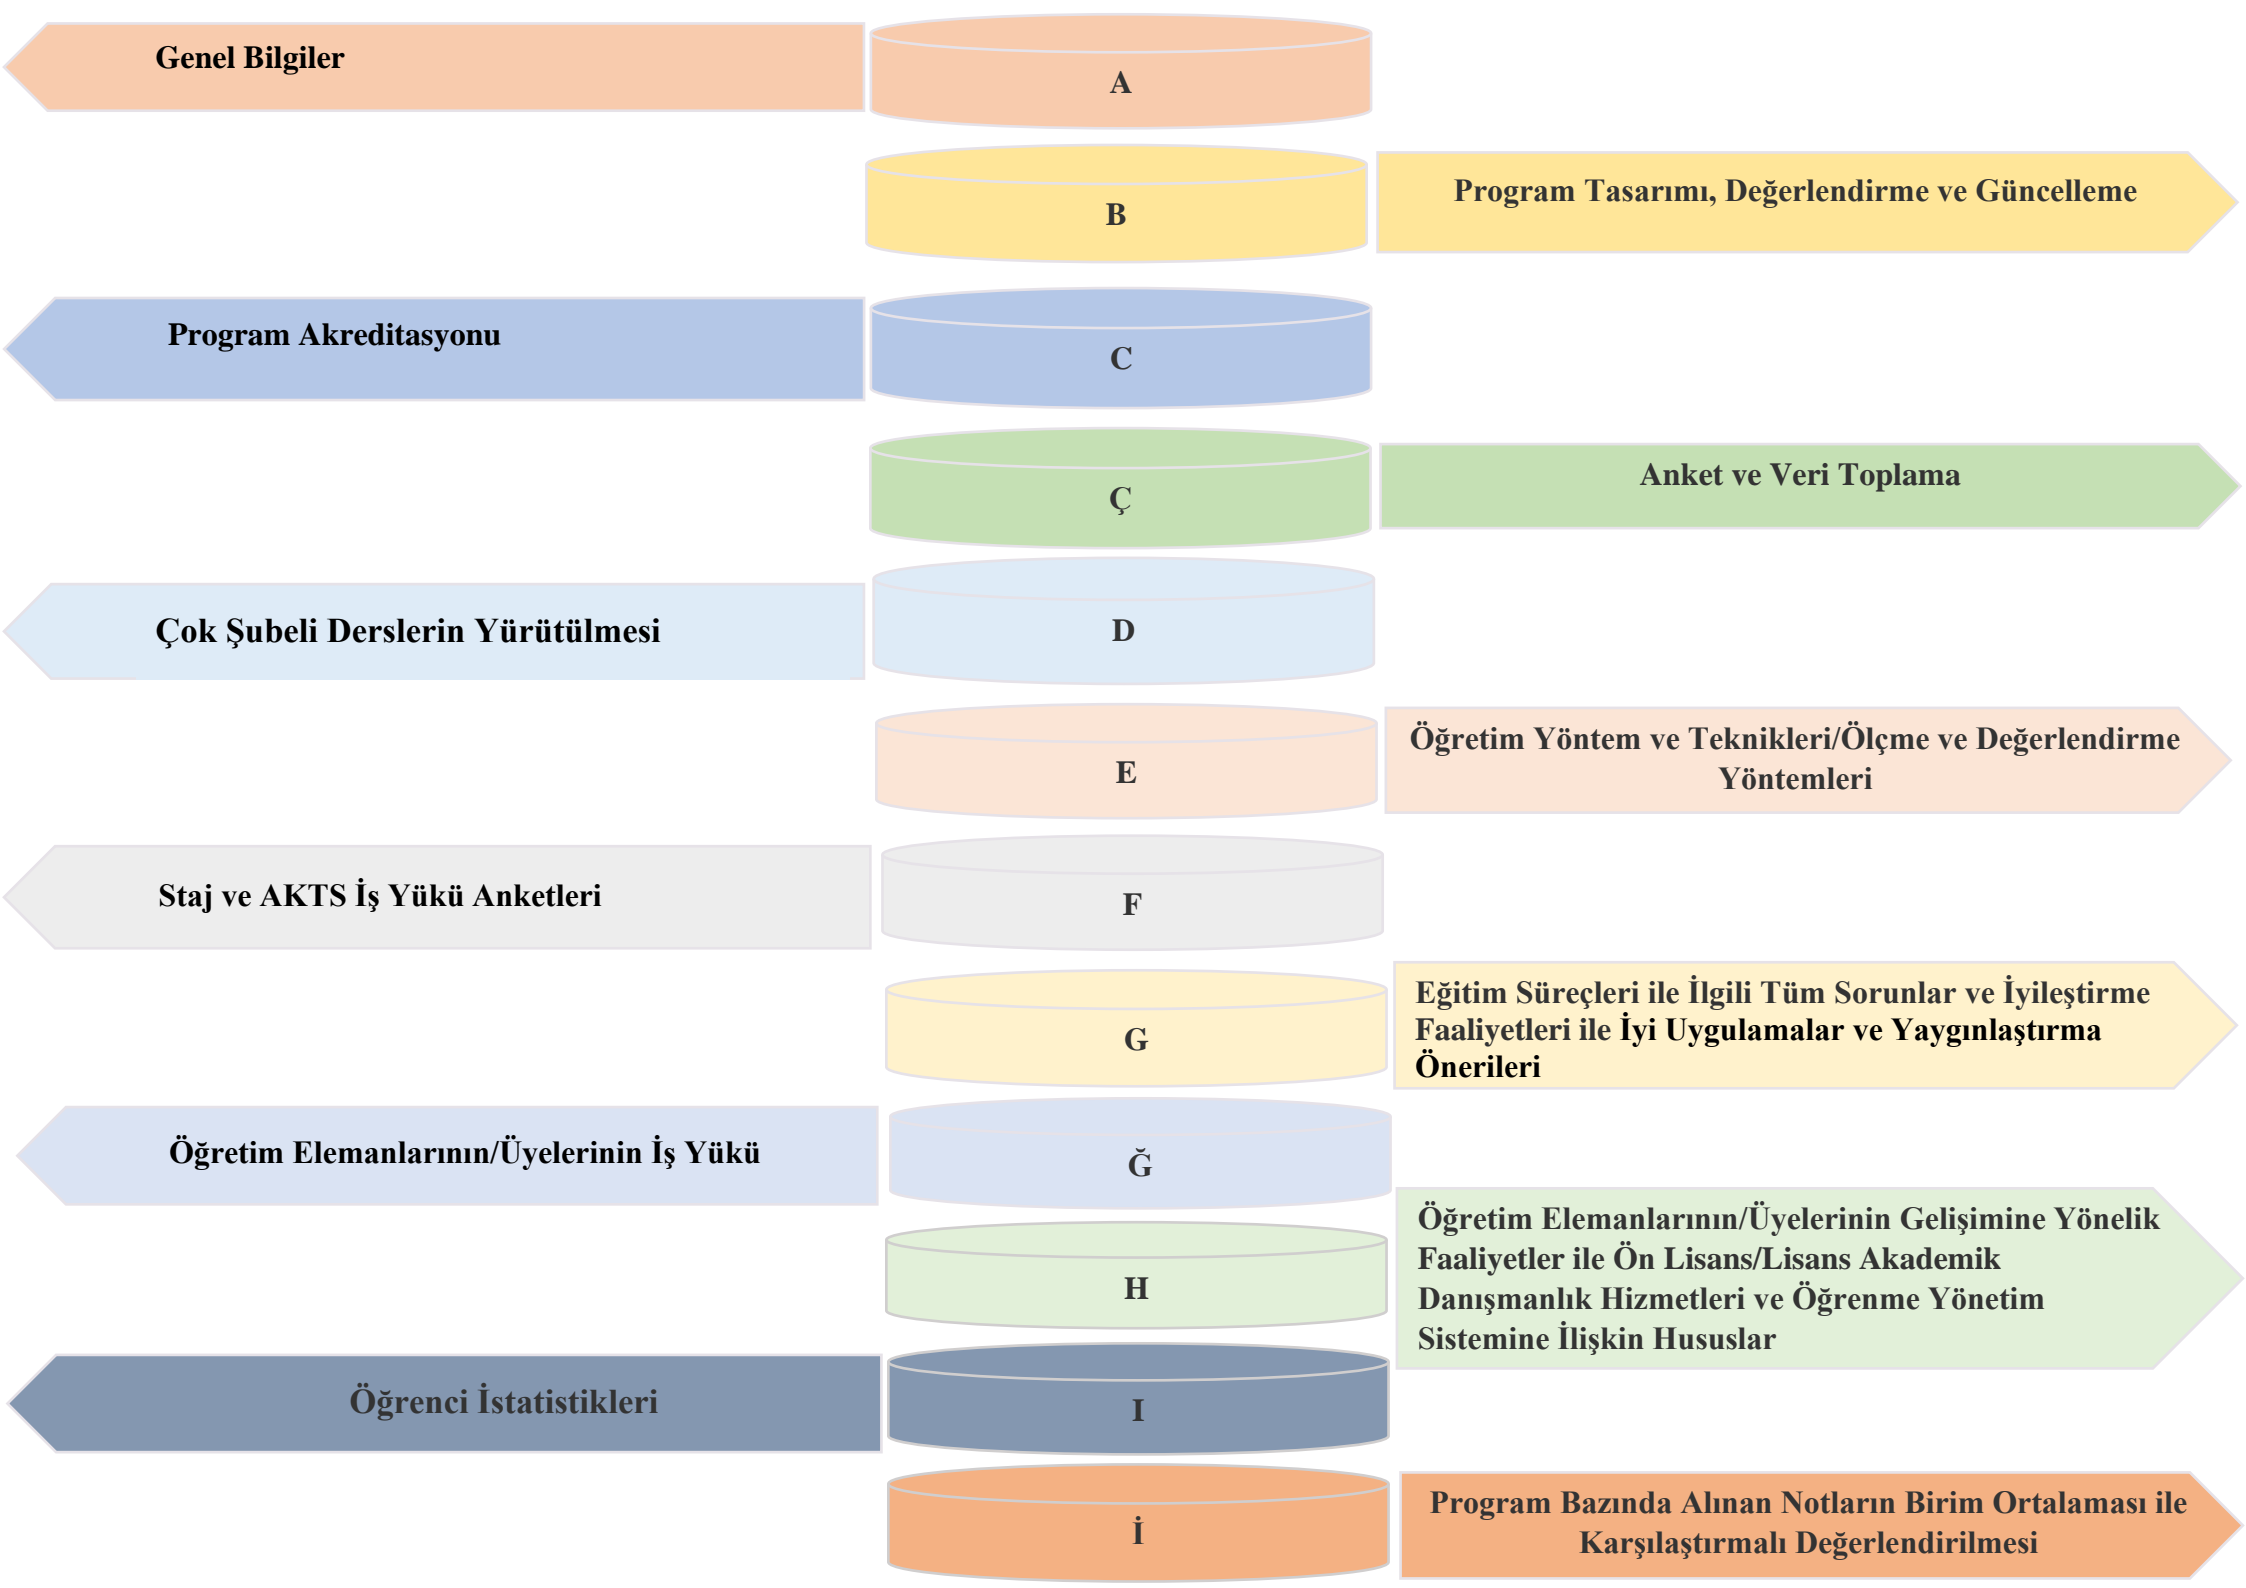 Genel Bilgiler
A
B
Program Tasarımı, Değerlendirme ve Güncelleme
Program Akreditasyonu
C
Ç
Anket ve Veri Toplama
Çok Şubeli Derslerin Yürütülmesi
D
E
Öğretim Yöntem ve Teknikleri/Ölçme ve Değerlendirme
Yöntemleri
Staj ve AKTS İş Yükü Anketleri
F
G
Eğitim Süreçleri ile İlgili Tüm Sorunlar ve İyileştirme
Faaliyetleri ile İyi Uygulamalar ve Yaygınlaştırma
Önerileri
Öğretim Elemanlarının/Üyelerinin İş Yükü
Ğ
H
Öğretim Elemanlarının/Üyelerinin Gelişimine Yönelik
Faaliyetler ile Ön Lisans/Lisans Akademik
Danışmanlık Hizmetleri ve Öğrenme Yönetim
Sistemine İlişkin Hususlar
Öğrenci İstatistikleri
I
İ
Program Bazında Alınan Notların Birim Ortalaması ile
Karşılaştırmalı Değerlendirilmesi